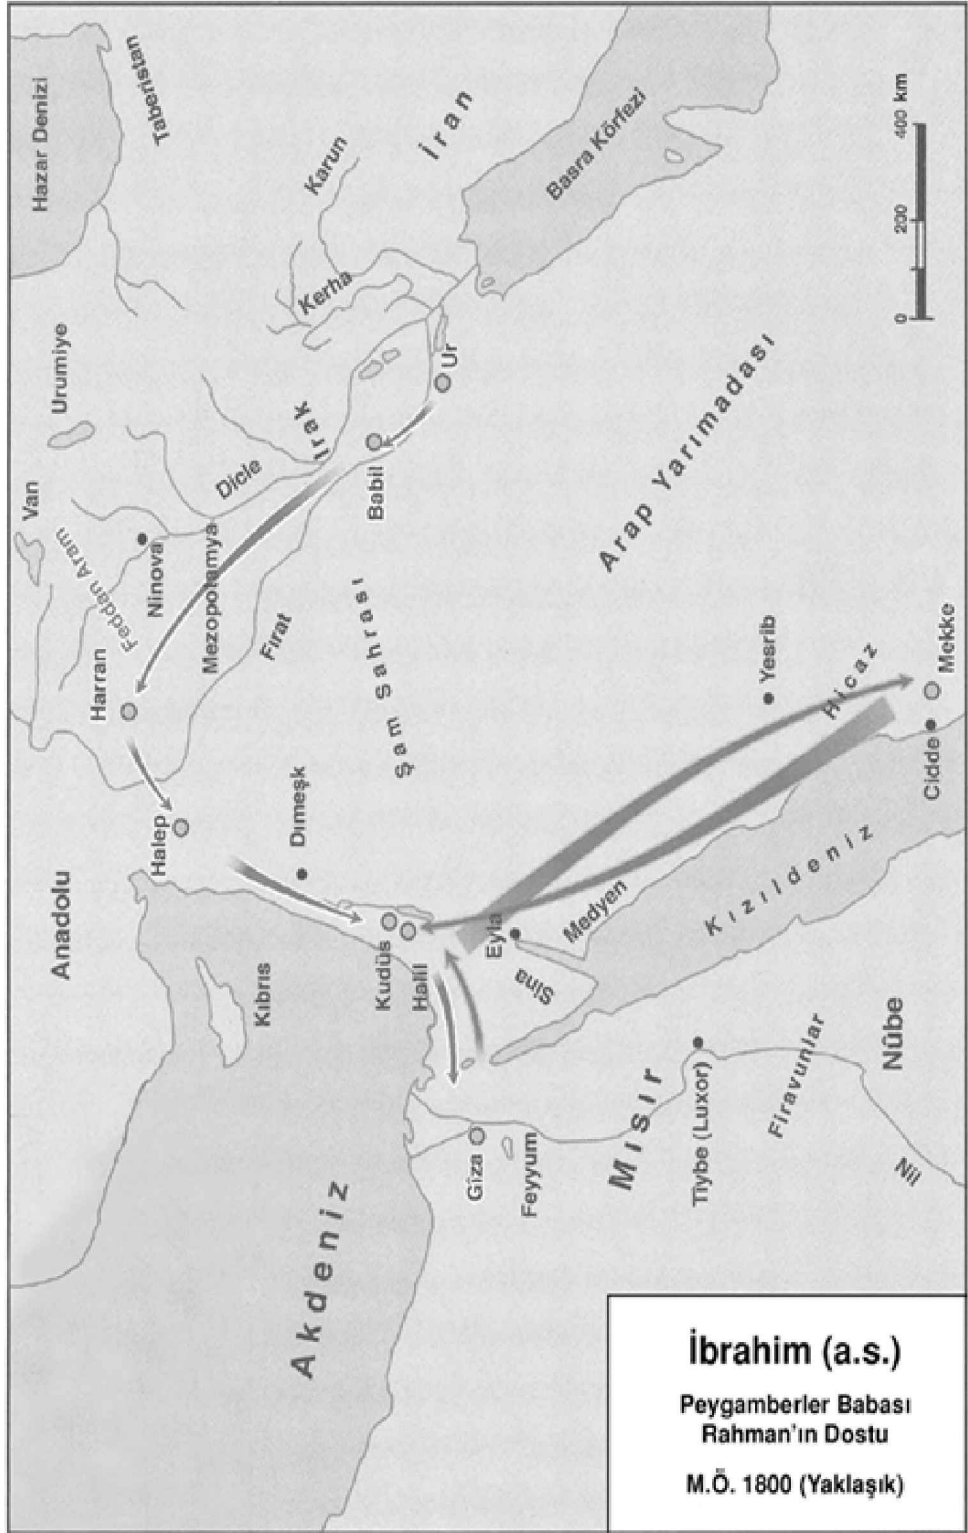 Hazar Denizi
Taberistan
Karun
İran
Basra Körfezi
400 km
200
0
Kerha
Urumiye
Ur
Irak
Dicle
Babil
Van
Feddan Aram
Ninova
Mezopotamya
Fırat
Şam Sahrası
Arap Yarımadası
Harran
Halep
Dımeşk
Yesrib
Hicaz
Mekke
Cidde
Anadolu
Kıbrıs
Kudüs
Halil
Eyla
Medyen
Kızıldeniz
Sina
Akdeniz
Gîza
Feyyum
Mısır
Tîybe (Luxor)
Firavunlar
Nûbe
Nil
İbrahim (a.s.)
Peygamberler Babası
Rahman'ın Dostu
M.Ö. 1800 (Yaklaşık)